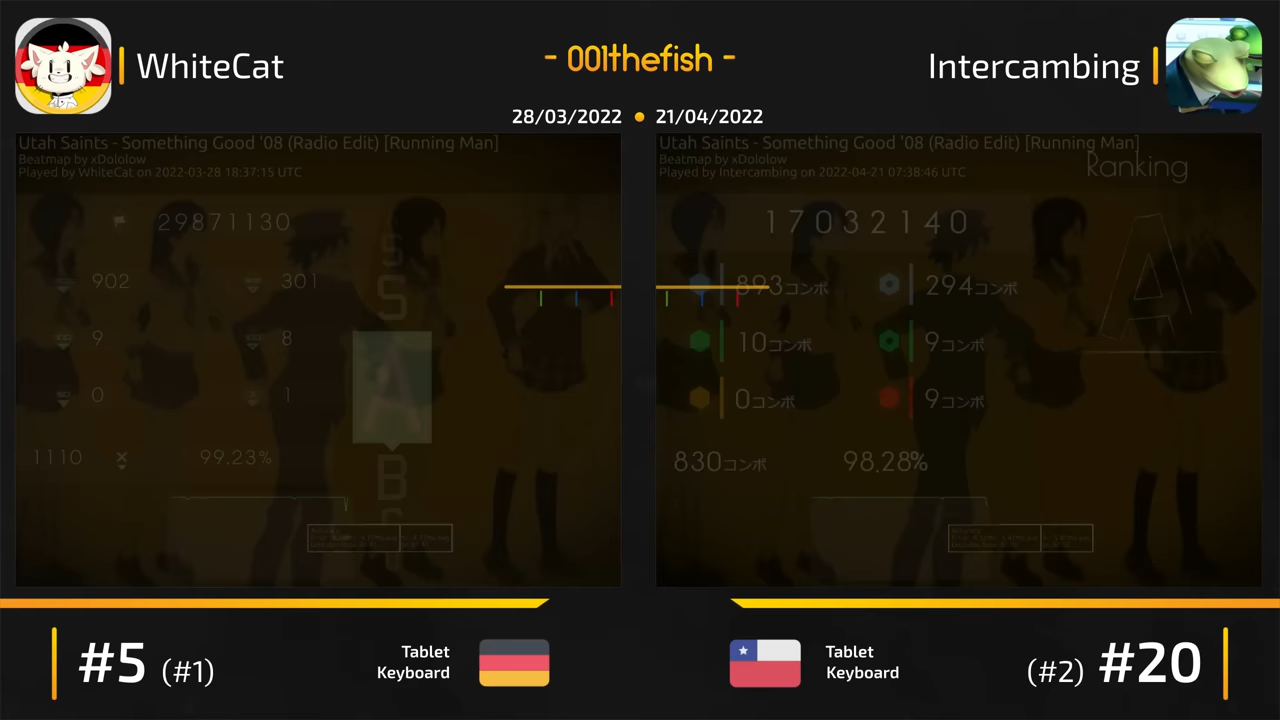 WhiteCat
- 001thefish -
Intercambing
28/03/2022 • 21/04/2022
Utah Saints - Something Good '08 (Radio Edit) [Running Man]
Beatmap by xDololow
Played by WhiteCat on 2022-03-28 18:37:15 UTC
29871130
902 301
9 8
0 1
1110 99,23%
S
S
A
B
Utah Saints - Something Good '08 (Radio Edit) [Running Man]
Beatmap by xDololow
Played by Intercambing on 2022-04-21 07:38:46 UTC
Ranking
17032140
893コンボ 294コンボ
10コンボ 9コンボ
0コンボ 9コンボ
830コンボ 98,28%
A
#5 (#1)
Tablet
Keyboard
Tablet
Keyboard
(#2) #20